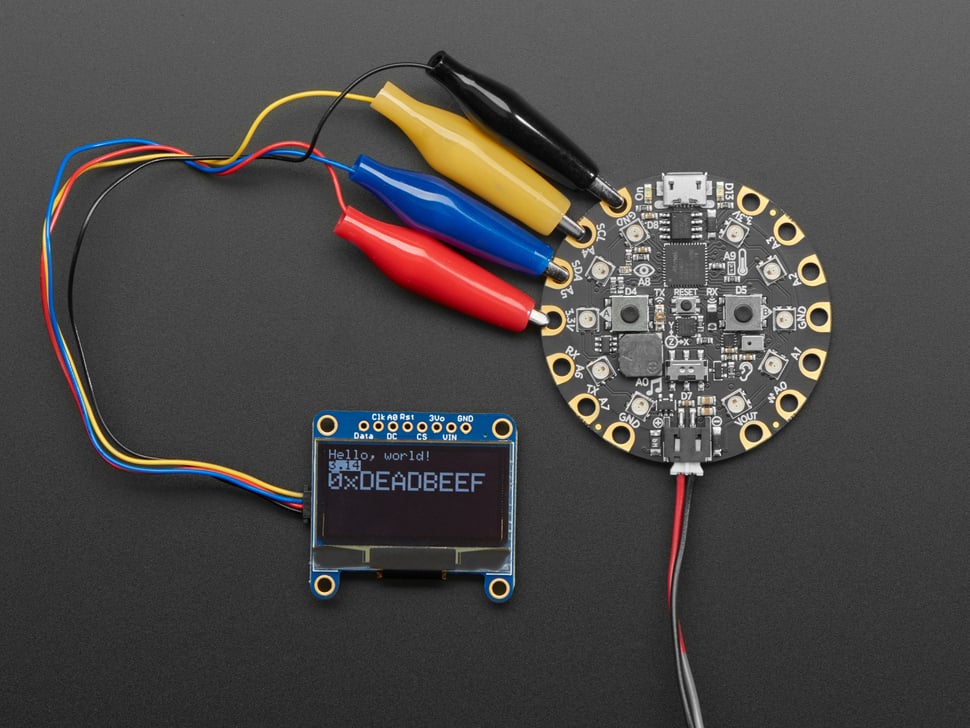 D13
GND
3.3V
SCL
D8
A3
A4
A9
SDA
A2
A8
A5
D4
TX
RESET
RX
D5
A
B
3.3V
GND
RX
A6
A1
TX
A7
A0
A0
D7
GND
VOUT
Clk A0 Rst 3Vo GND
Data DC CS VIN
Hello, world!
3.14
0xDEADBEEF